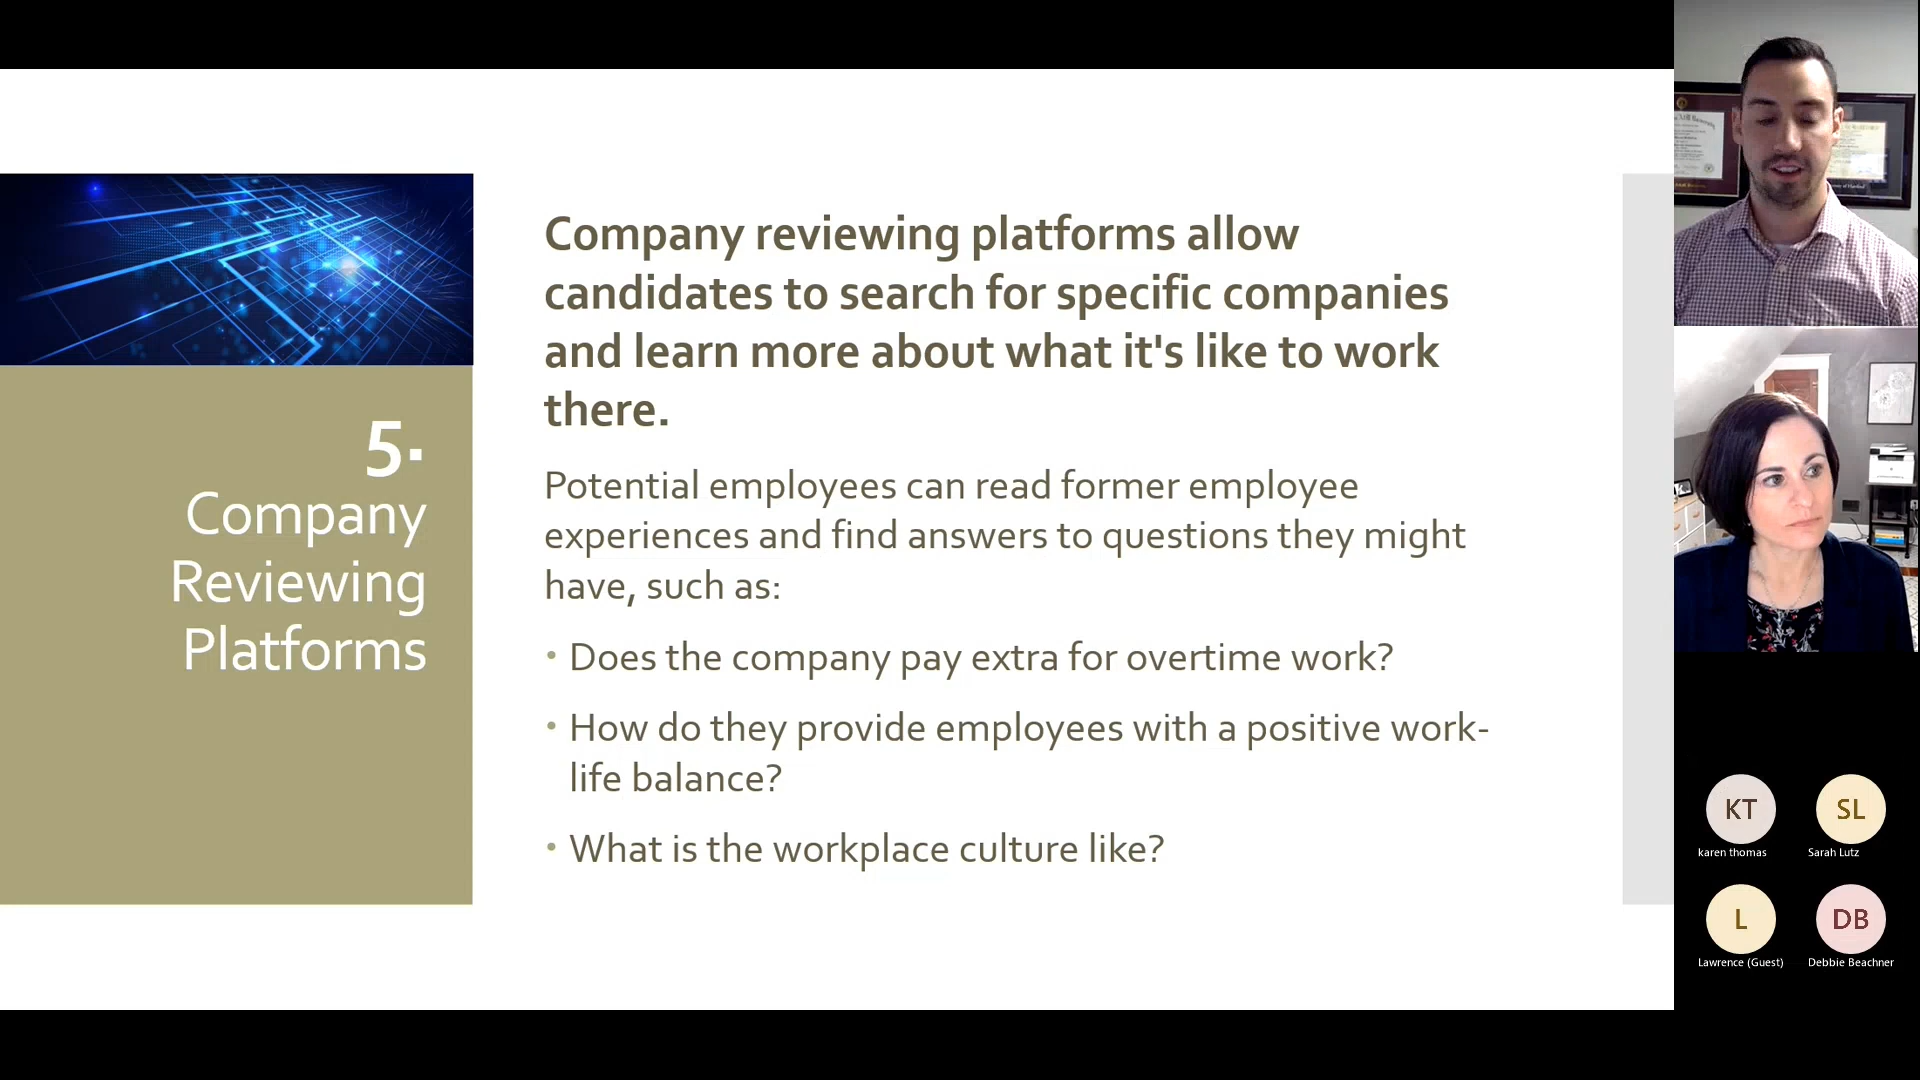 5.
Company
Reviewing
Platforms
Company reviewing platforms allow
candidates to search for specific companies
and learn more about what it's like to work
there.
Potential employees can read former employee
experiences and find answers to questions they might
have, such as:
• Does the company pay extra for overtime work?
• How do they provide employees with a positive work-
life balance?
• What is the workplace culture like?
KT
karen thomas
SL
Sarah Lutz
L
Lawrence (Guest)
DB
Debbie Beachner